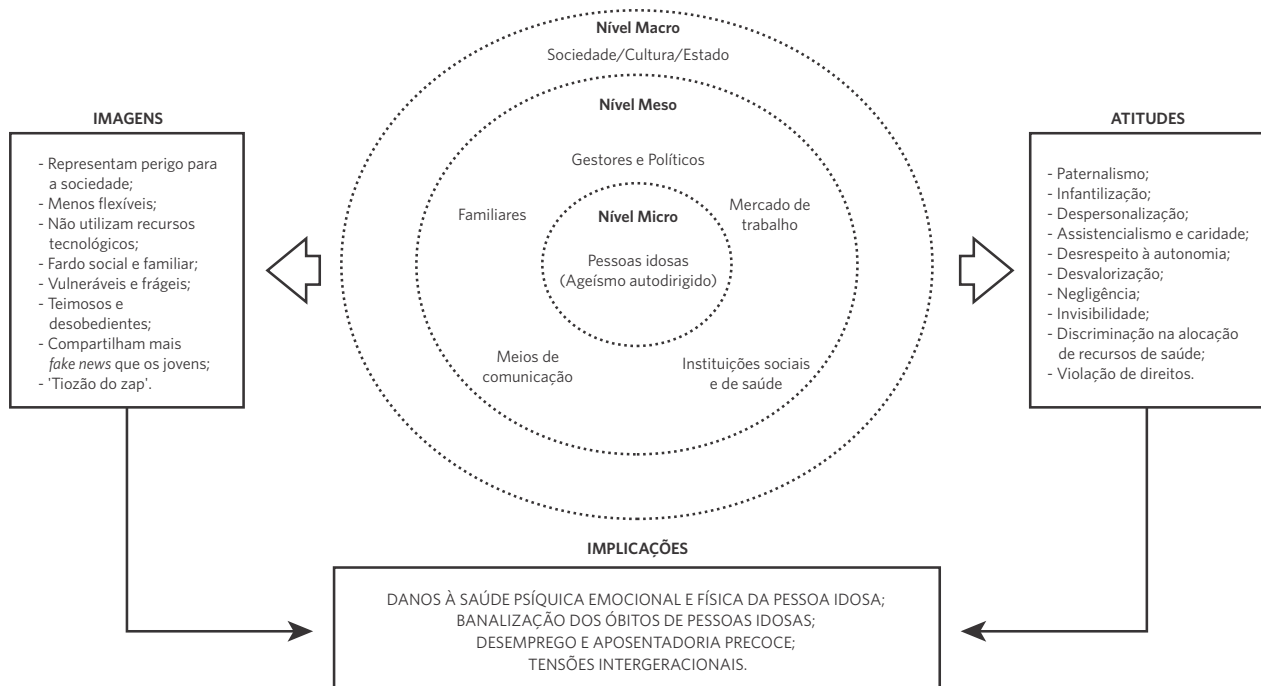 Nível Macro
Sociedade/Cultura/Estado
Nível Meso
Gestores e Políticos
Familiares
Mercado de
trabalho
Nível Micro
Pessoas idosas
(Ageísmo autodirigido)
Meios de
comunicação
Instituições sociais
e de saúde
IMAGENS
- Representam perigo para
a sociedade;
- Menos flexíveis;
- Não utilizam recursos
tecnológicos;
- Fardo social e familiar;
- Vulneráveis e frágeis;
- Teimosos e
desobedientes;
- Compartilham mais
fake news que os jovens;
- 'Tiozão do zap'.
ATITUDES
- Paternalismo;
- Infantilização;
- Despersonalização;
- Assistencialismo e caridade;
- Desrespeito à autonomia;
- Desvalorização;
- Negligência;
- Invisibilidade;
- Discriminação na alocação
de recursos de saúde;
- Violação de direitos.
IMPLICAÇÕES
DANOS À SAÚDE PSÍQUICA EMOCIONAL E FÍSICA DA PESSOA IDOSA;
BANALIZAÇÃO DOS ÓBITOS DE PESSOAS IDOSAS;
DESEMPREGO E APOSENTADORIA PRECOCE;
TENSÕES INTERGERACIONAIS.